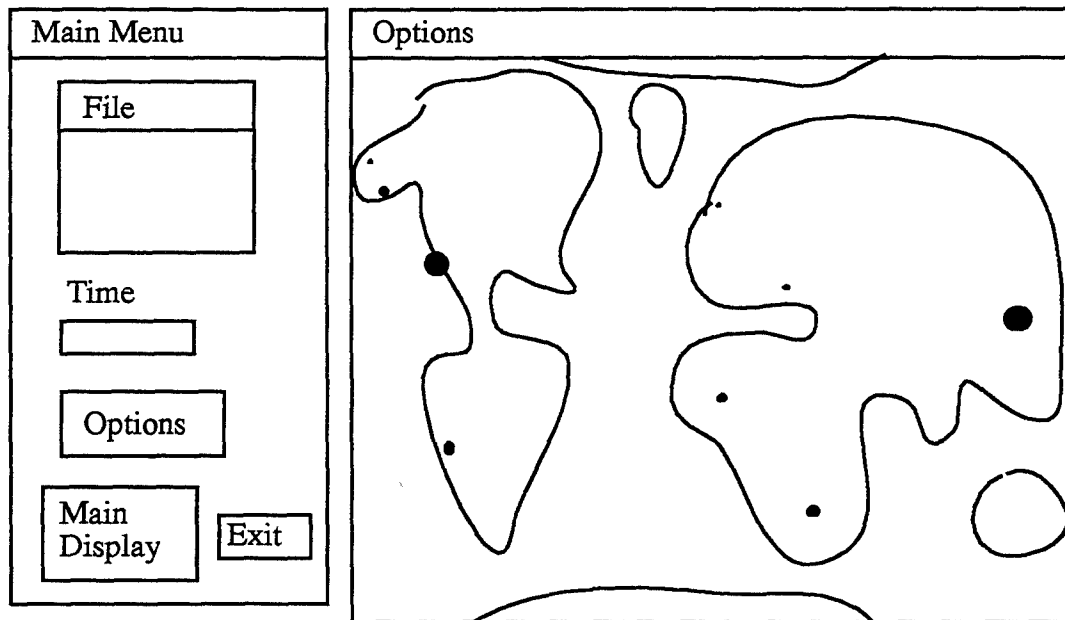 Main Menu
File
Time
Options
Main
Display
Exit
Options